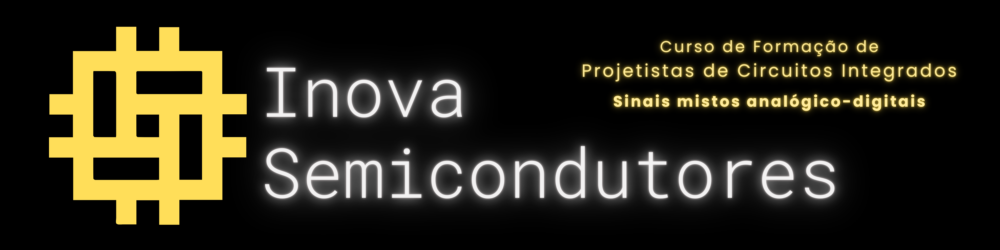 Inova
Semicondutores
Curso de Formação de
Projetistas de Circuitos Integrados
Sinais mistos analógico-digitais